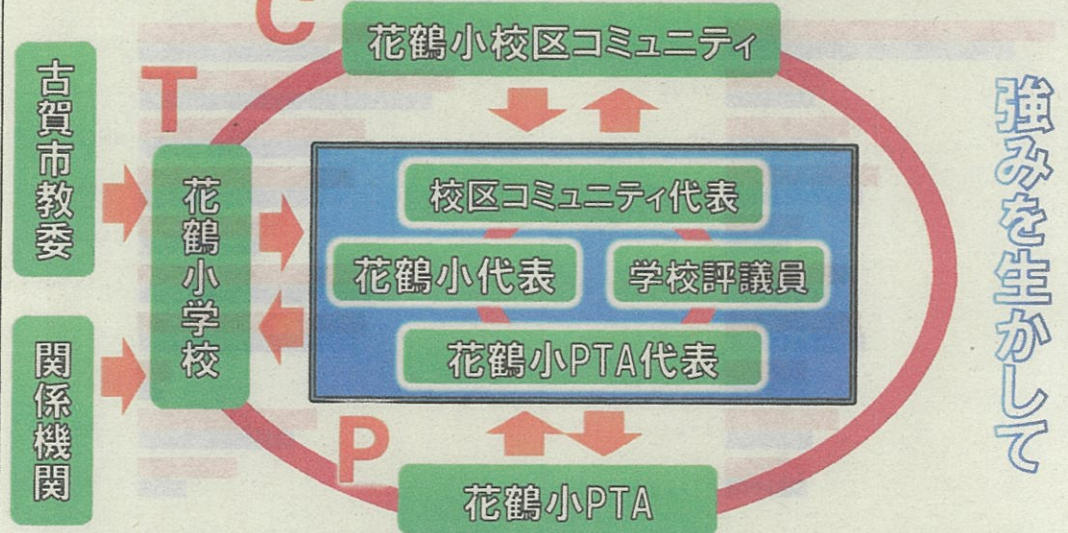 C
花鶴小校区コミュニティ
T
古賀市教委
花鶴小学校
関係機関
校区コミュニティ代表
花鶴小代表
学校評議員
花鶴小PTA代表
P
花鶴小PTA
強みを生かして